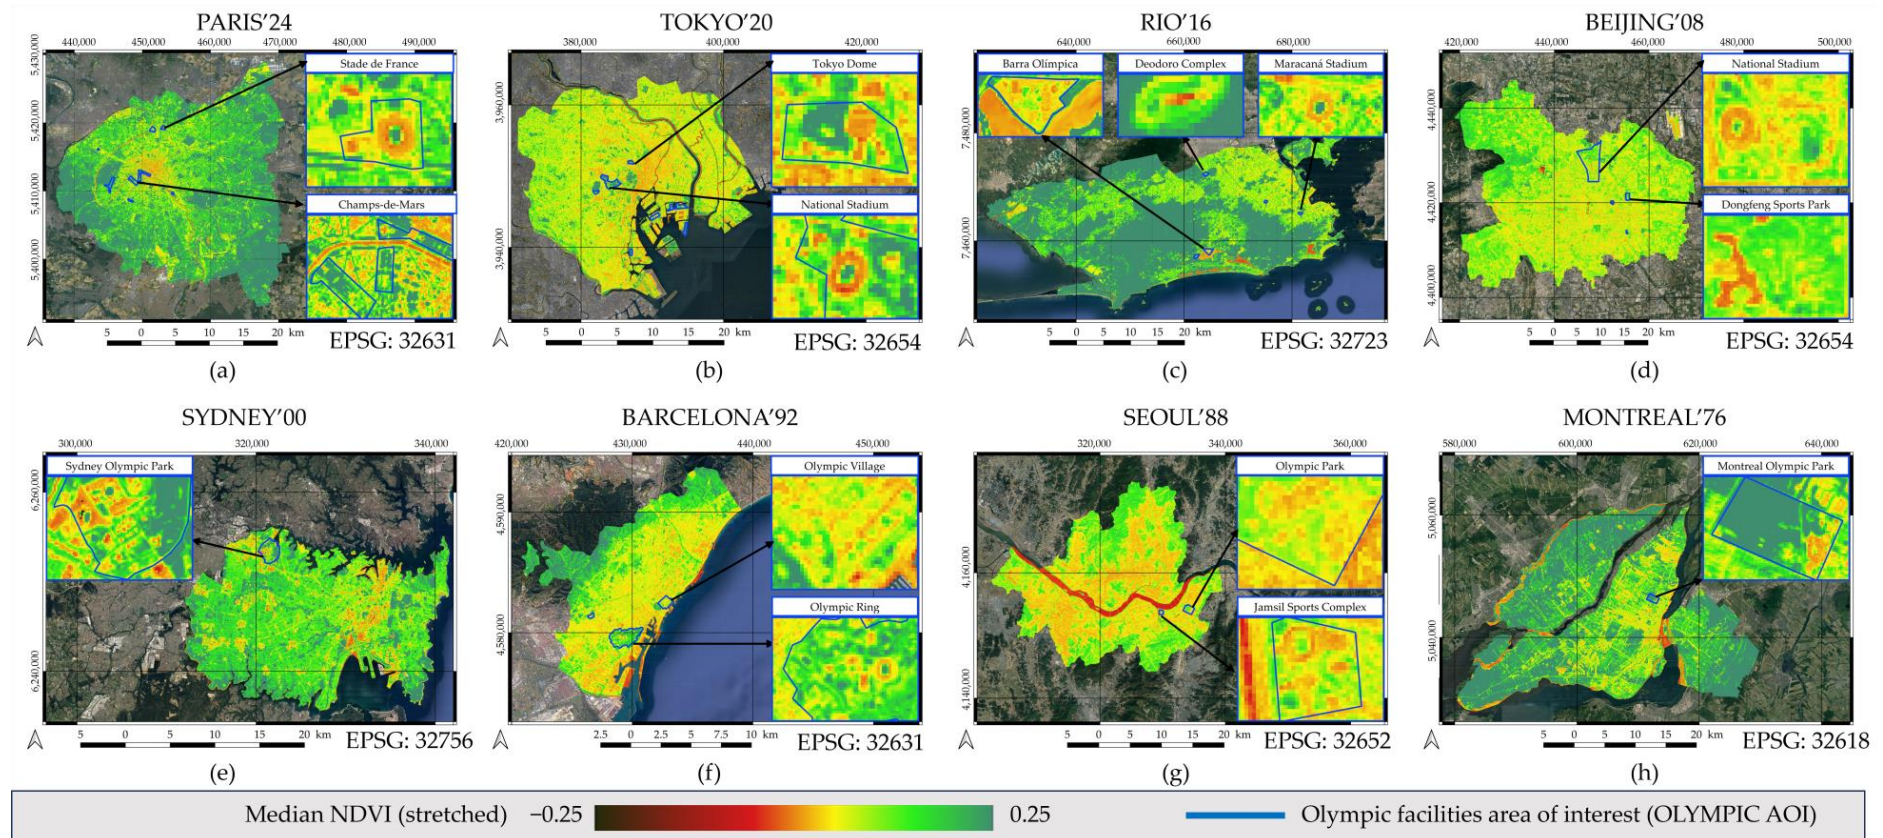 PARIS'24
440,000 450,000 460,000 470,000 480,000 490,000
5,430,000
5,420,000
5,410,000
5,400,000
Stade de France
Champs-de-Mars
5 0 5 10 15 20 km
EPSG: 32631
(a)
TOKYO'20
380,000 400,000 420,000
3,960,000
3,940,000
Tokyo Dome
National Stadium
5 0 5 10 15 20 km
EPSG: 32654
(b)
RIO'16
640,000 660,000 680,000
7,480,000
7,460,000
Barra Olímpica
Deodoro Complex
Maracaná Stadium
5 0 5 10 15 20 km
EPSG: 32723
(c)
BEIJING'08
420,000 440,000 460,000 480,000 500,000
4,440,000
4,420,000
4,400,000
National Stadium
Dongfeng Sports Park
5 0 5 10 15 20 km
EPSG: 32654
(d)
SYDNEY'00
300,000 320,000 340,000
6,260,000
6,240,000
Sydney Olympic Park
5 0 5 10 15 20 km
EPSG: 32756
(e)
BARCELONA'92
420,000 430,000 440,000 450,000
4,590,000
4,580,000
Olympic Village
Olympic Ring
2.5 0 2.5 5 7.5 10 km
EPSG: 32631
(f)
SEOUL'88
320,000 340,000 360,000
4,160,000
4,140,000
Olympic Park
Jamsil Sports Complex
5 0 5 10 15 20 km
EPSG: 32652
(g)
MONTREAL'76
580,000 600,000 620,000 640,000
5,060,000
5,040,000
Montreal Olympic Park
5 0 5 10 15 20 km
EPSG: 32618
(h)
Median NDVI (stretched) −0.25 0.25 Olympic facilities area of interest (OLYMPIC AOI)